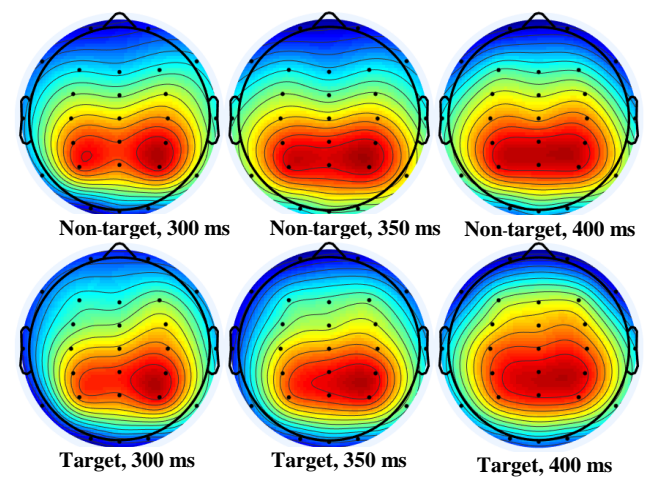 Non-target, 300 ms
Non-target, 350 ms
Non-target, 400 ms
Target, 300 ms
Target, 350 ms
Target, 400 ms